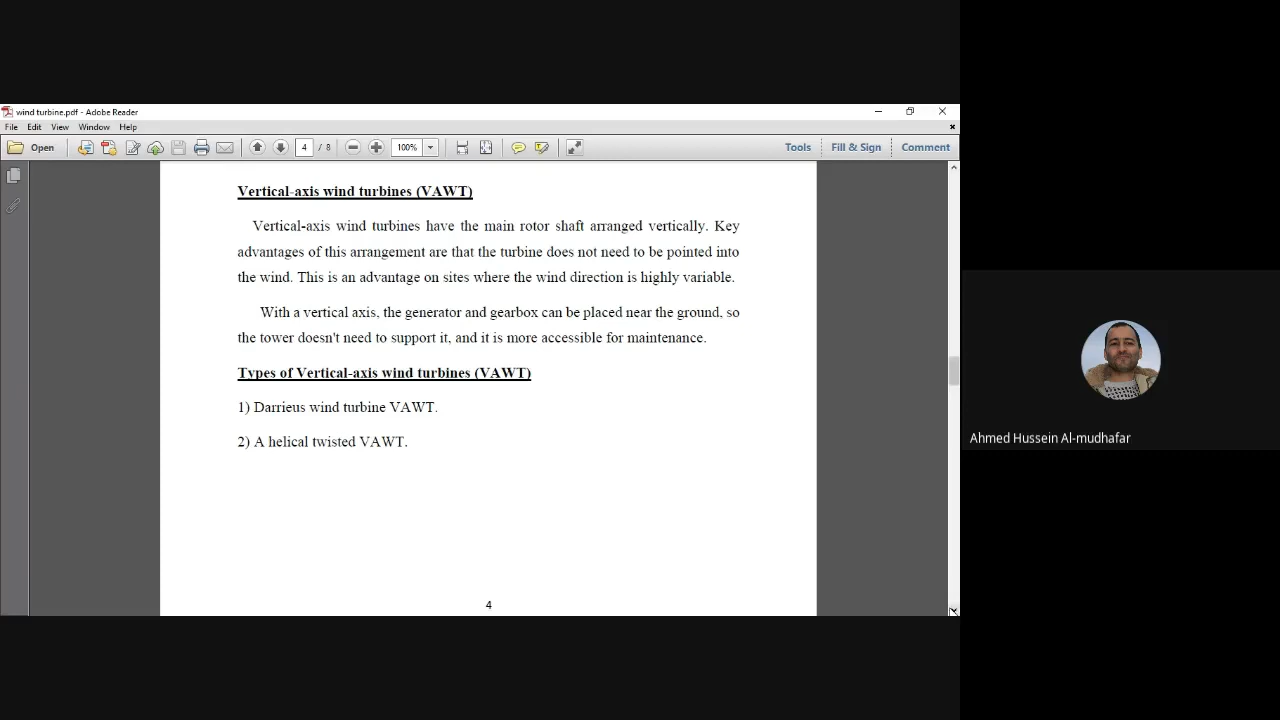 wind turbine.pdf - Adobe Reader
File Edit View Window Help
Open 4 / 8 100% Tools Fill & Sign Comment
Vertical-axis wind turbines (VAWT)
Vertical-axis wind turbines have the main rotor shaft arranged vertically. Key
advantages of this arrangement are that the turbine does not need to be pointed into
the wind. This is an advantage on sites where the wind direction is highly variable.
With a vertical axis, the generator and gearbox can be placed near the ground, so
the tower doesn't need to support it, and it is more accessible for maintenance.
Types of Vertical-axis wind turbines (VAWT)
1) Darrieus wind turbine VAWT.
2) A helical twisted VAWT.
4
Ahmed Hussein Al-mudhafar